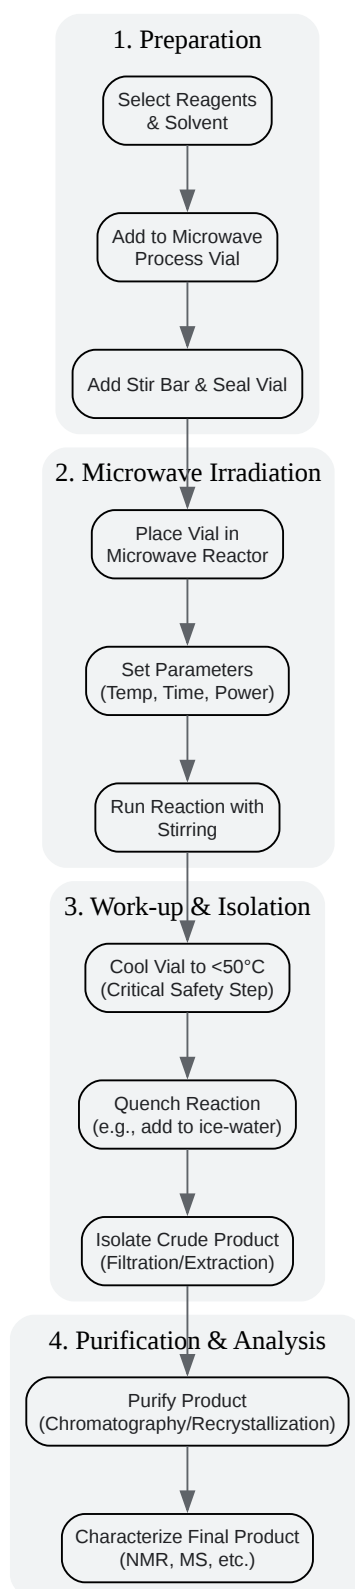 1. Preparation
Select Reagents
& Solvent
Add to Microwave
Process Vial
Add Stir Bar & Seal Vial
2. Microwave Irradiation
Place Vial in
Microwave Reactor
Set Parameters
(Temp, Time, Power)
Run Reaction with
Stirring
3. Work-up & Isolation
Cool Vial to <50°C
(Critical Safety Step)
Quench Reaction
(e.g., add to ice-water)
Isolate Crude Product
(Filtration/Extraction)
4. Purification & Analysis
Purify Product
(Chromatography/Recrystallization)
Characterize Final Product
(NMR, MS, etc.)